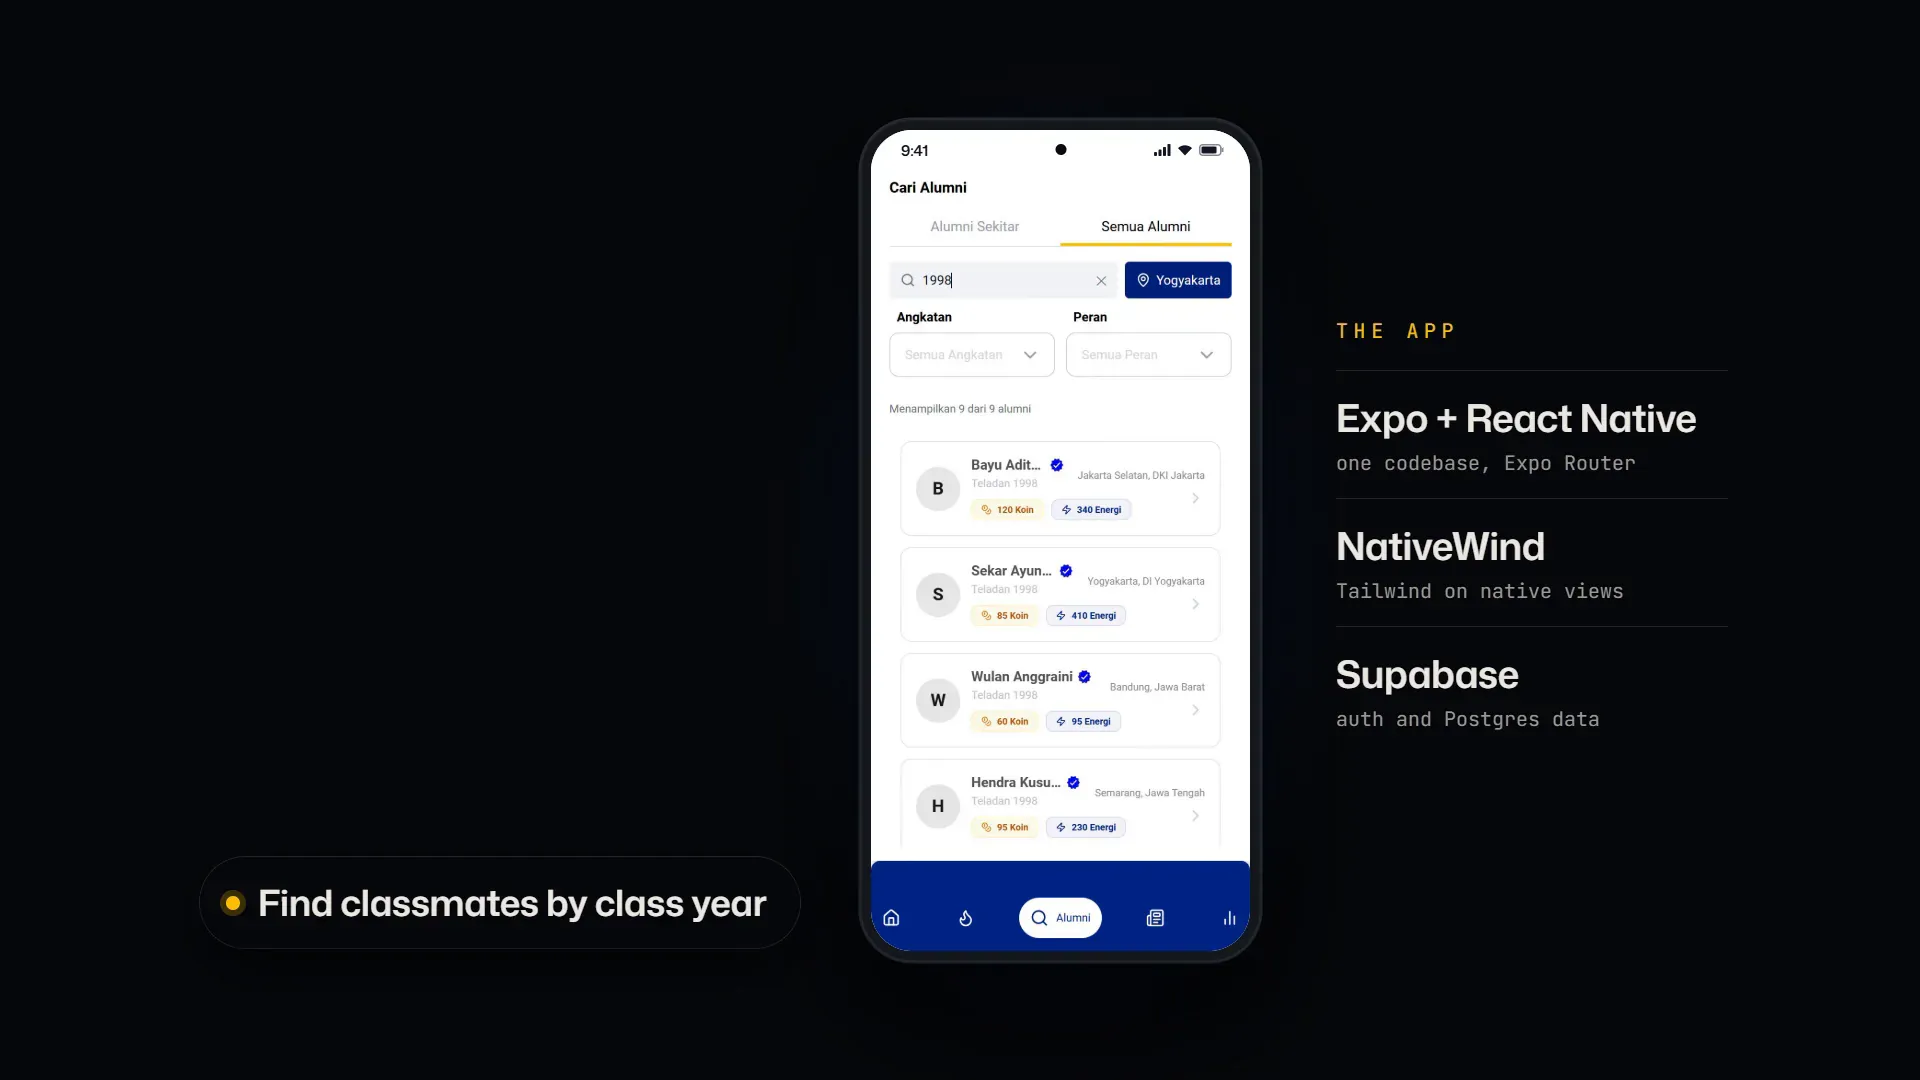 9:41
Cari Alumni
Alumni Sekitar
Semua Alumni
1998
Yogyakarta
Angkatan
Peran
Semua Angkatan
Semua Peran
Menampilkan 9 dari 9 alumni
B
Bayu Adit...
Teladan 1998
Jakarta Selatan, DKI Jakarta
120 Koin
340 Energi
S
Sekar Ayun...
Teladan 1998
Yogyakarta, DI Yogyakarta
85 Koin
410 Energi
W
Wulan Anggraini
Teladan 1998
Bandung, Jawa Barat
60 Koin
95 Energi
H
Hendra Kusu...
Teladan 1998
Semarang, Jawa Tengah
95 Koin
230 Energi
Alumni
Find classmates by class year
THE APP
Expo + React Native
one codebase, Expo Router
NativeWind
Tailwind on native views
Supabase
auth and Postgres data